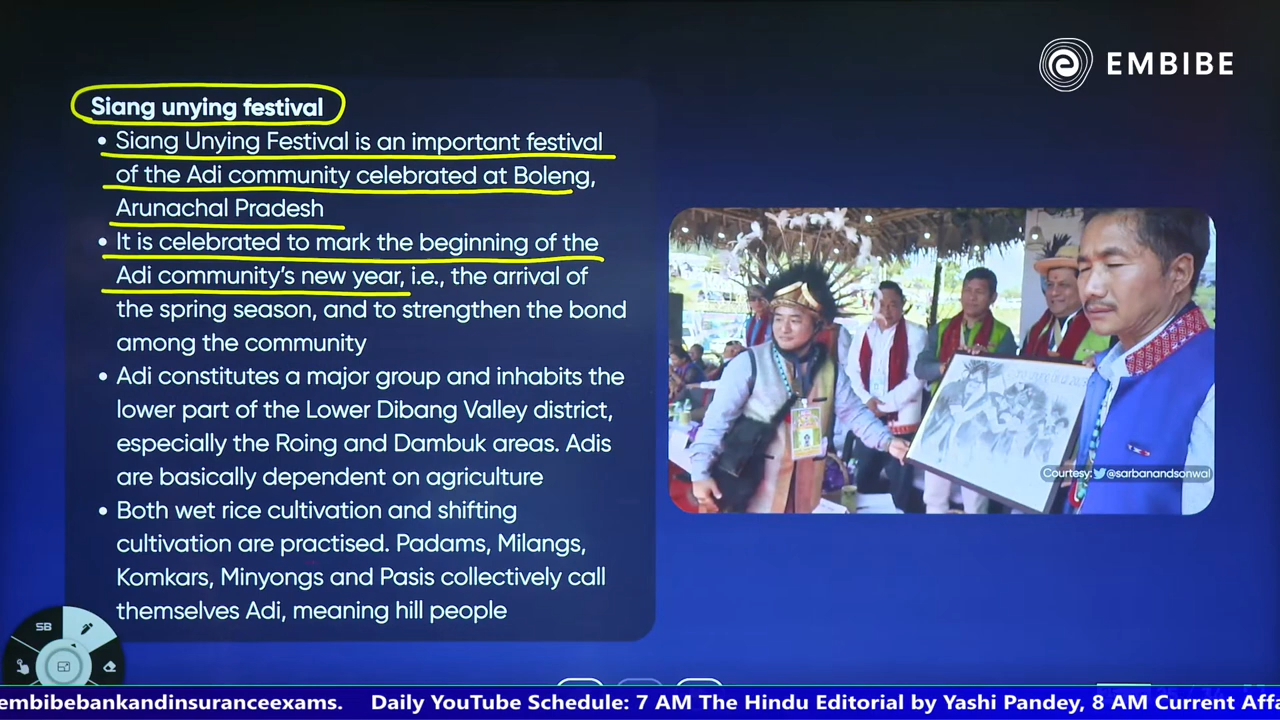 EMBIBE
Siang unying festival
• Siang Unying Festival is an important festival
of the Adi community celebrated at Boleng,
Arunachal Pradesh
• It is celebrated to mark the beginning of the
Adi community's new year, i.e., the arrival of
the spring season, and to strengthen the bond
among the community
• Adi constitutes a major group and inhabits the
lower part of the Lower Dibang Valley district,
especially the Roing and Dambuk areas. Adis
are basically dependent on agriculture
• Both wet rice cultivation and shifting
cultivation are practised. Padams, Milangs,
Komkars, Minyongs and Pasis collectively call
themselves Adi, meaning hill people
Courtesy: @sarbanandsonwal
SB
embibebankandinsuranceexams. Daily YouTube Schedule: 7 AM The Hindu Editorial by Yashi Pandey, 8 AM Current Affa